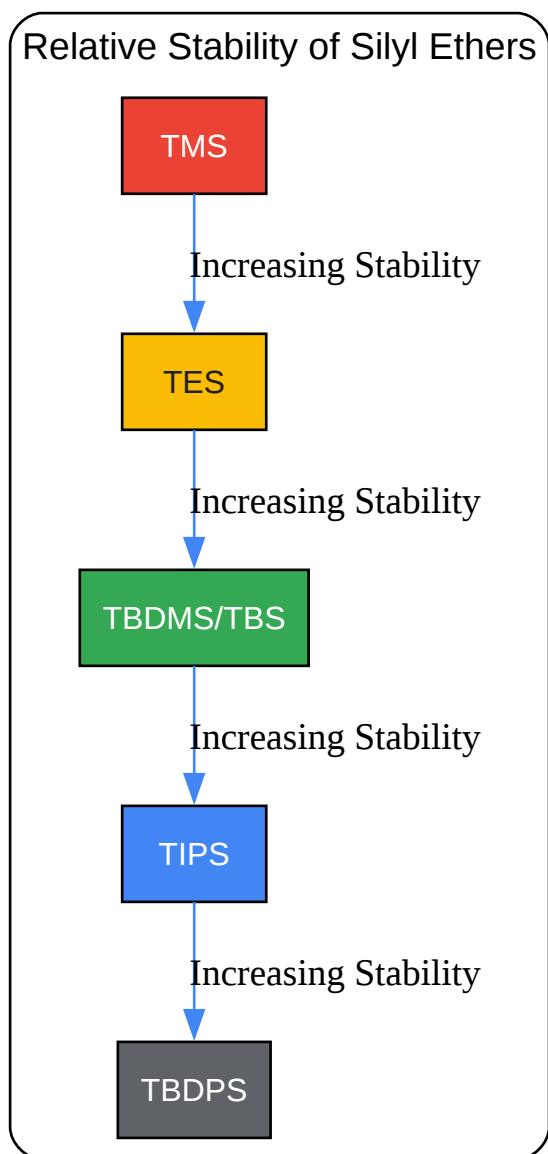 Relative Stability of Silyl Ethers
TMS
Increasing Stability
TES
Increasing Stability
TBDMS/TBS
Increasing Stability
TIPS
Increasing Stability
TBDPS